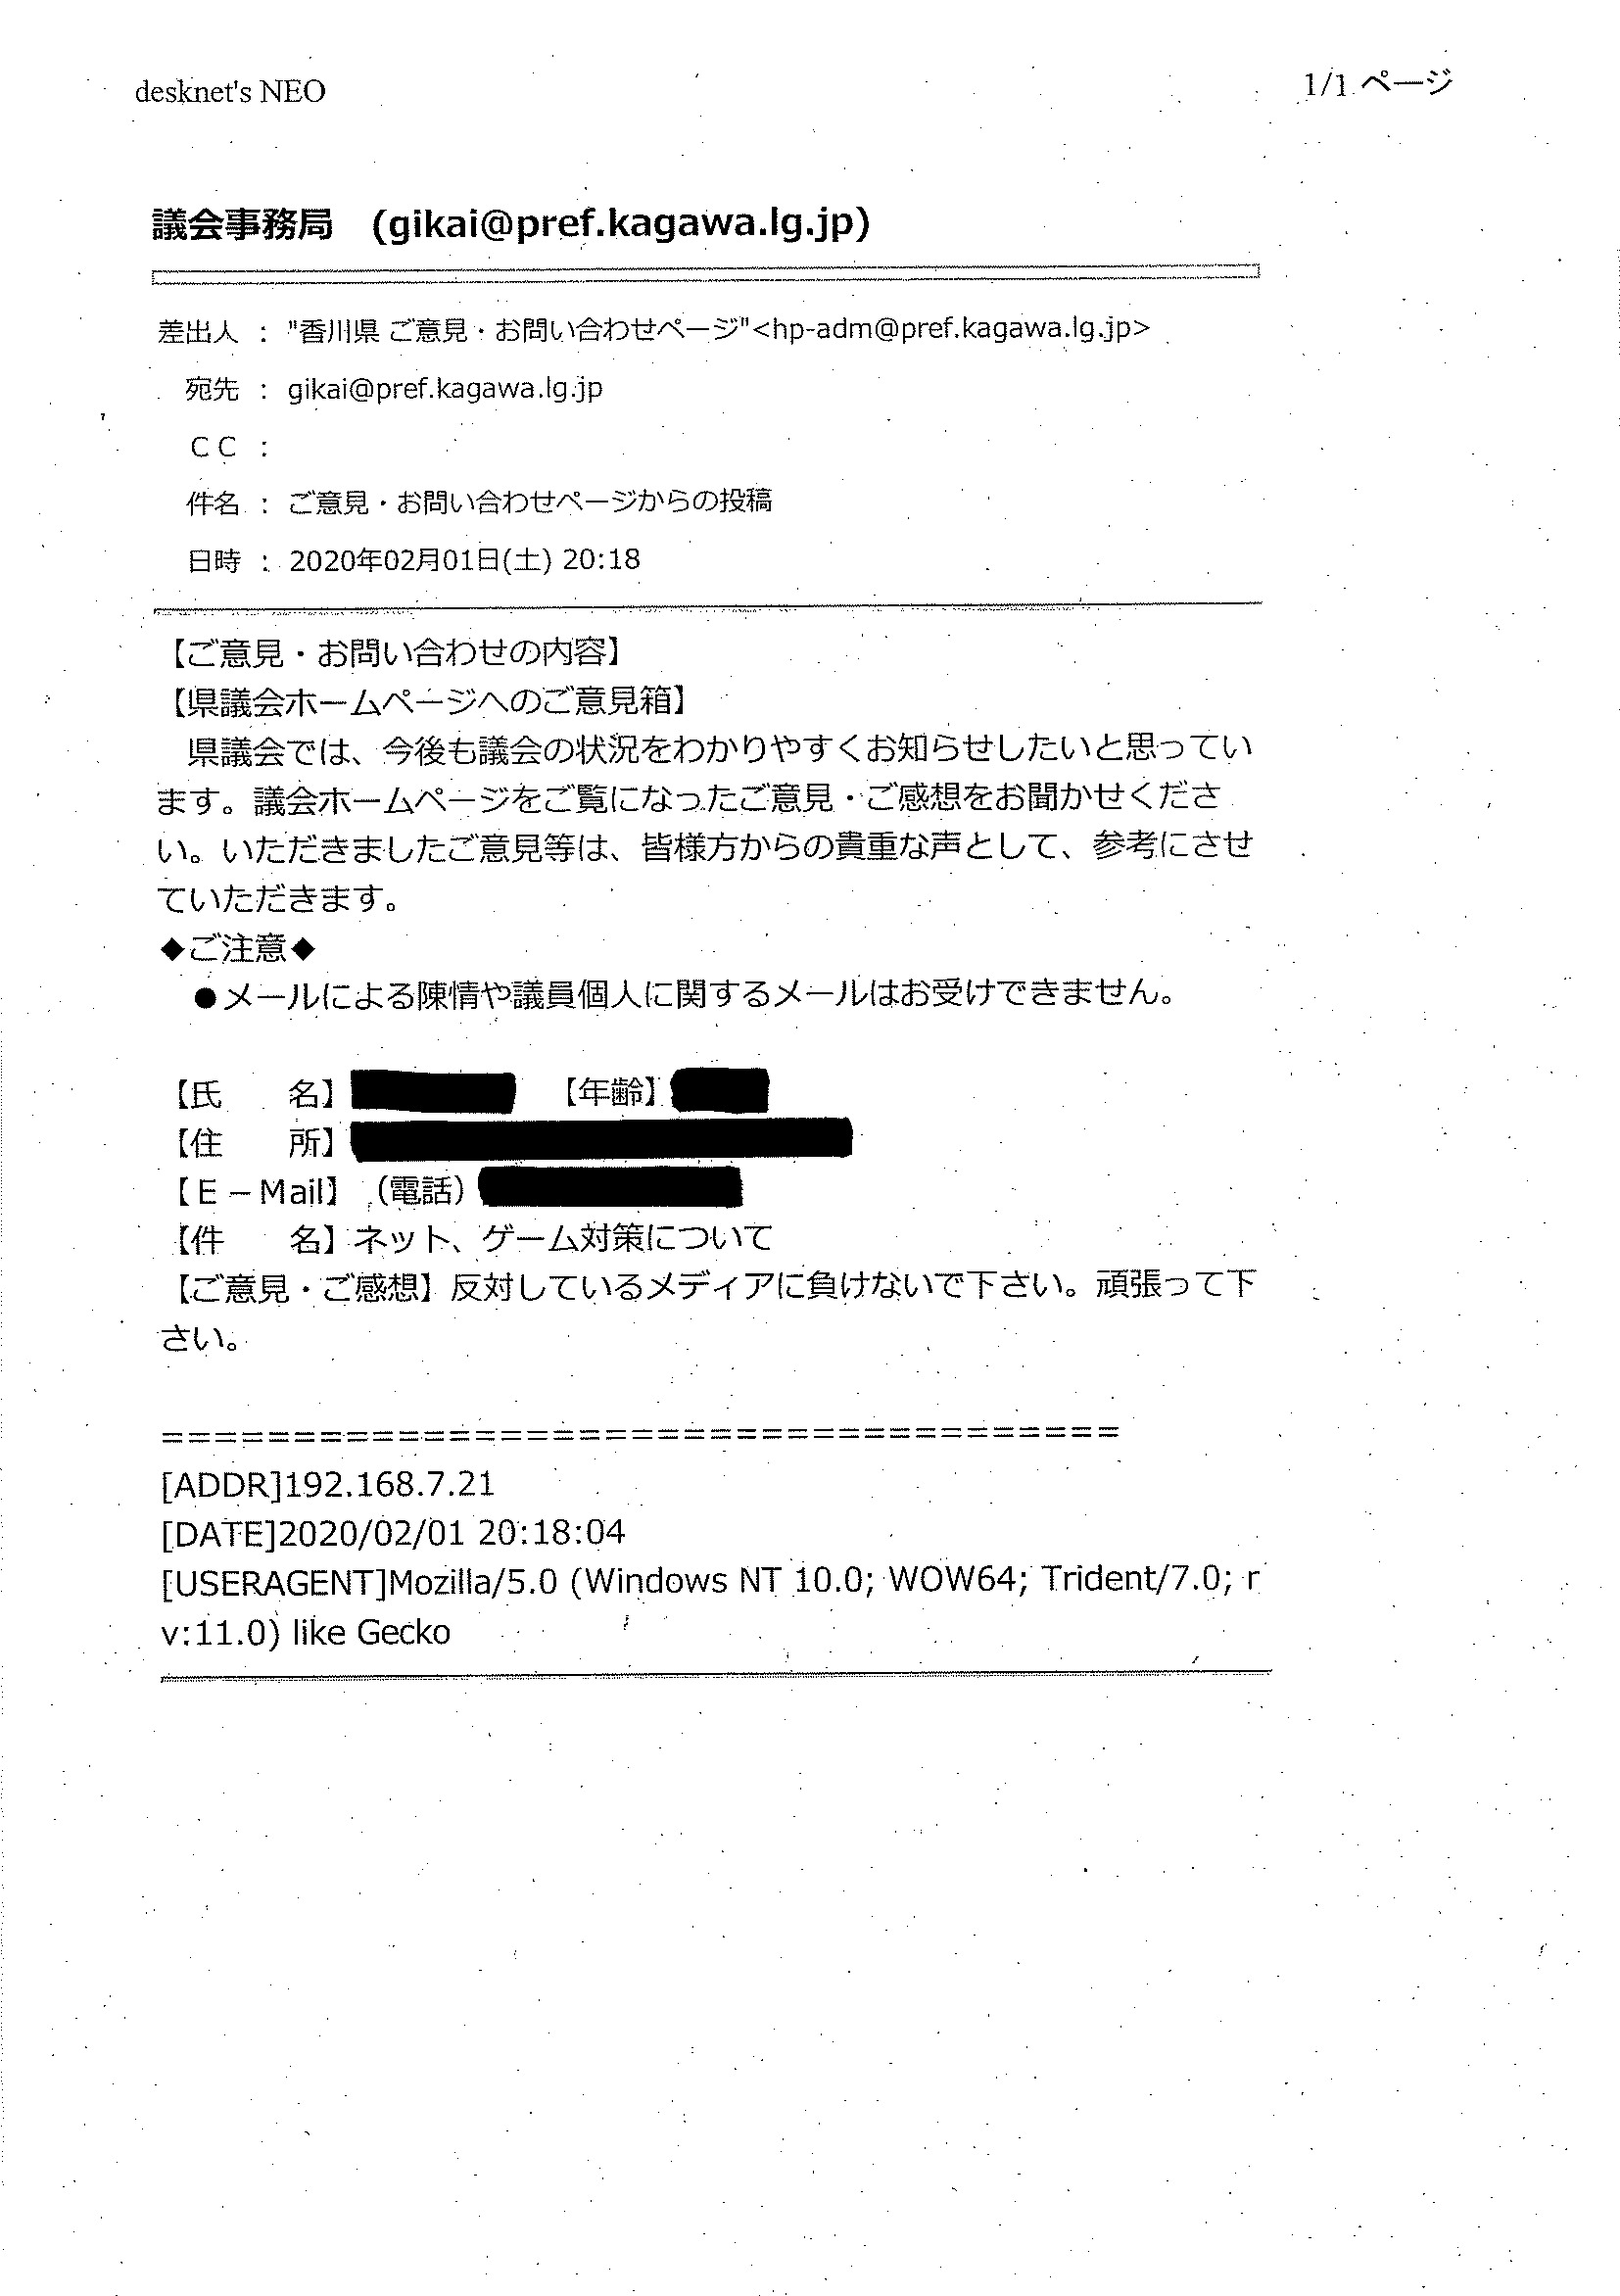 desknet's NEO 1/1 ページ
議会事務局　(gikai@pref.kagawa.lg.jp)
差出人 : "香川県 ご意見・お問い合わせページ"<hp-adm@pref.kagawa.lg.jp>
宛先 : gikai@pref.kagawa.lg.jp
ＣＣ :
件名 : ご意見・お問い合わせページからの投稿
日時 : 2020年02月01日(土) 20:18
【ご意見・お問い合わせの内容】
【県議会ホームページへのご意見箱】
　県議会では、今後も議会の状況をわかりやすくお知らせしたいと思ってい
ます。議会ホームページをご覧になったご意見・ご感想をお聞かせくださ
い。いただきましたご意見等は、皆様方からの貴重な声として、参考にさせ
ていただきます。
◆ご注意◆
　●メールによる陳情や議員個人に関するメールはお受けできません。
【氏　　名】　【年齢】
【住　　所】
【Ｅ－Mail】（電話）
【件　　名】ネット、ゲーム対策について
【ご意見・ご感想】反対しているメディアに負けないで下さい。頑張って下
さい。
=====================================
[ADDR]192.168.7.21
[DATE]2020/02/01 20:18:04
[USERAGENT]Mozilla/5.0 (Windows NT 10.0; WOW64; Trident/7.0; r
v:11.0) like Gecko